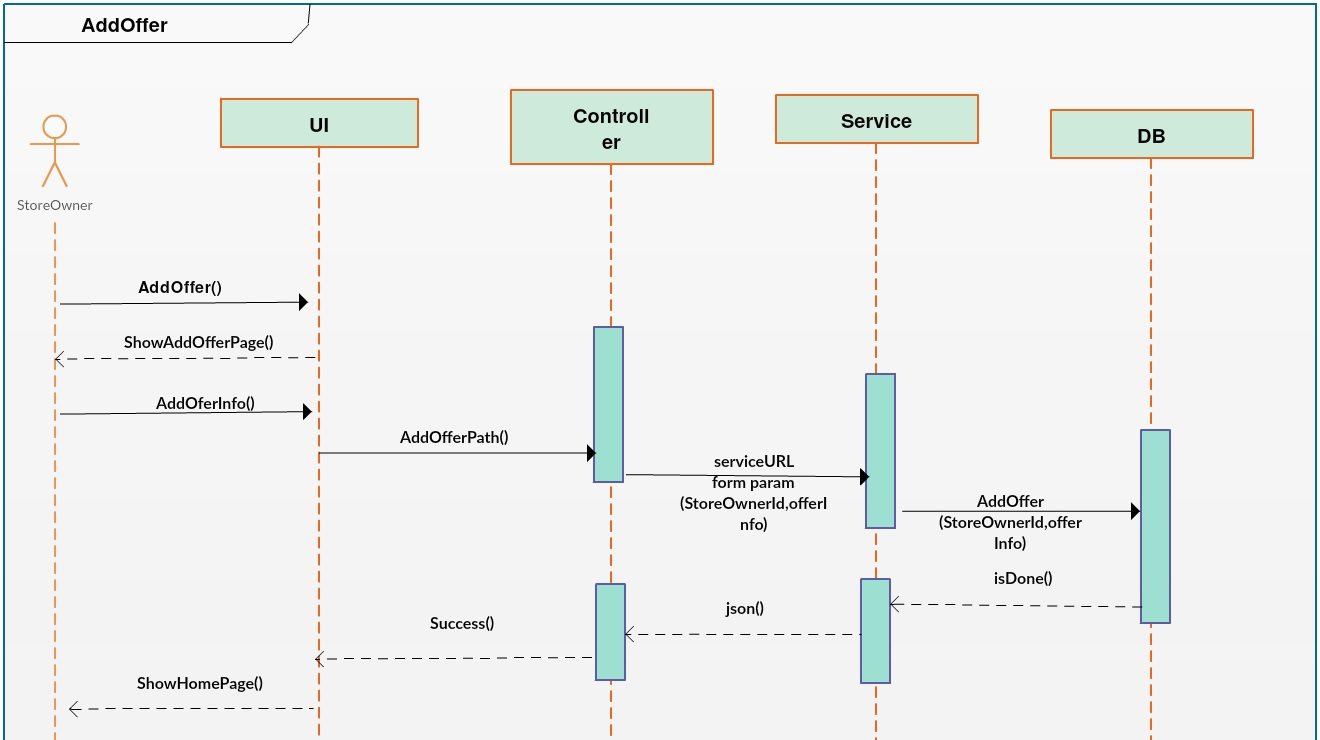 AddOffer
UI
Controll
er
Service
DB
StoreOwner
AddOffer()
ShowAddOfferPage()
AddOferInfo()
AddOfferPath()
serviceURL
form param
(StoreOwnerId,offerI
nfo)
AddOffer
(StoreOwnerId,offer
Info)
isDone()
json()
Success()
ShowHomePage()